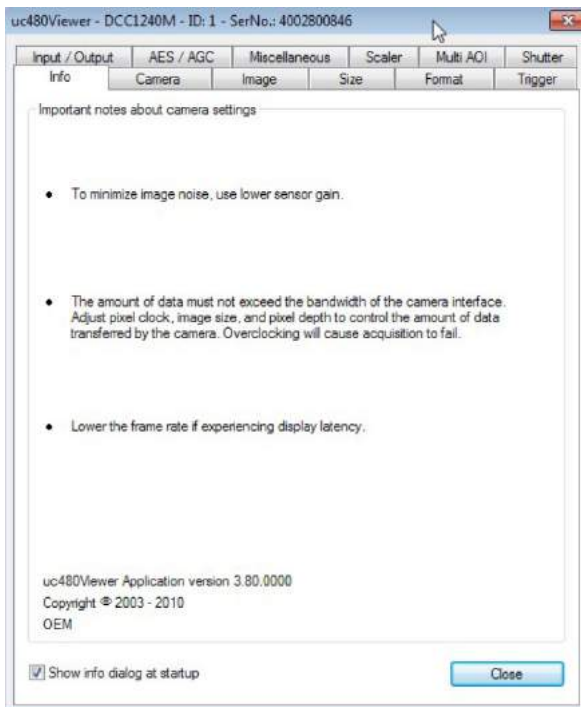 uc480Viewer - DCC1240M - ID: 1 - SerNo.: 4002800846
Input / Output AES / AGC Miscellaneous Scaler Multi AOI Shutter
Info Camera Image Size Format Trigger
Important notes about camera settings
• To minimize image noise, use lower sensor gain.
• The amount of data must not exceed the bandwidth of the camera interface.
Adjust pixel clock, image size, and pixel depth to control the amount of data
transferred by the camera. Overclocking will cause acquisition to fail.
• Lower the frame rate if experiencing display latency.
uc480Viewer Application version 3.80.0000
Copyright © 2003 - 2010
OEM
Show info dialog at startup
Close